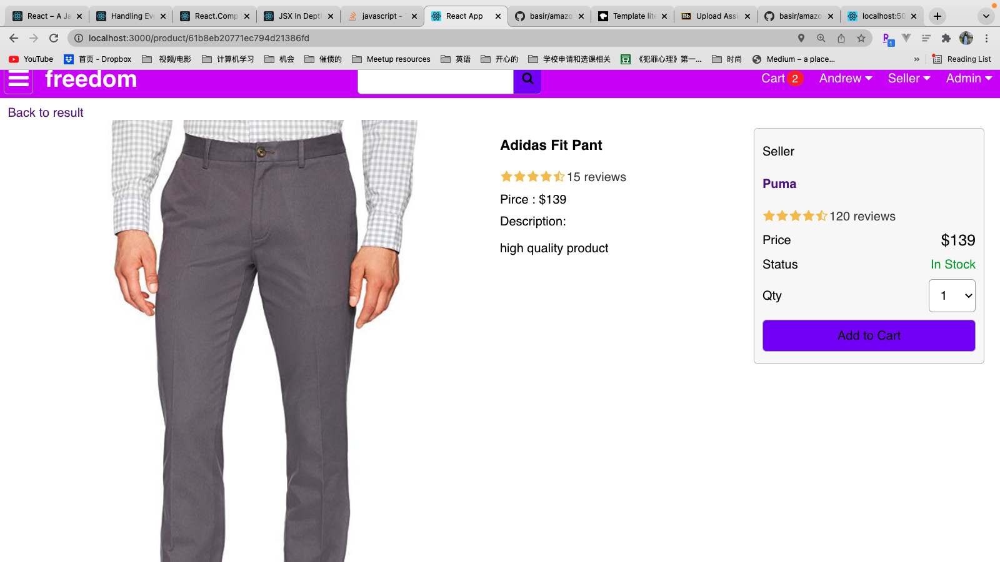 React – A Ja
Handling Eve
React.Comp
JSX In Depth
javascript -
React App
basir/amazo
Template lite
Bb Upload Assi
basir/amazo
localhost:50
localhost:3000/product/61b8eb20771ec794d21386fd
1
YouTube
首页 - Dropbox
视频/电影
计算机学习
机会
催债的
Meetup resources
英语
开心的
学校申请和选课相关
豆 《犯罪心理》第一...
时尚
Medium – a place...
»
Reading List
freedom
Cart 2
Andrew
Seller
Admin
Back to result
Adidas Fit Pant
15 reviews
Pirce : $139
Description:
high quality product
Seller
Puma
120 reviews
Price $139
Status In Stock
Qty 1
Add to Cart